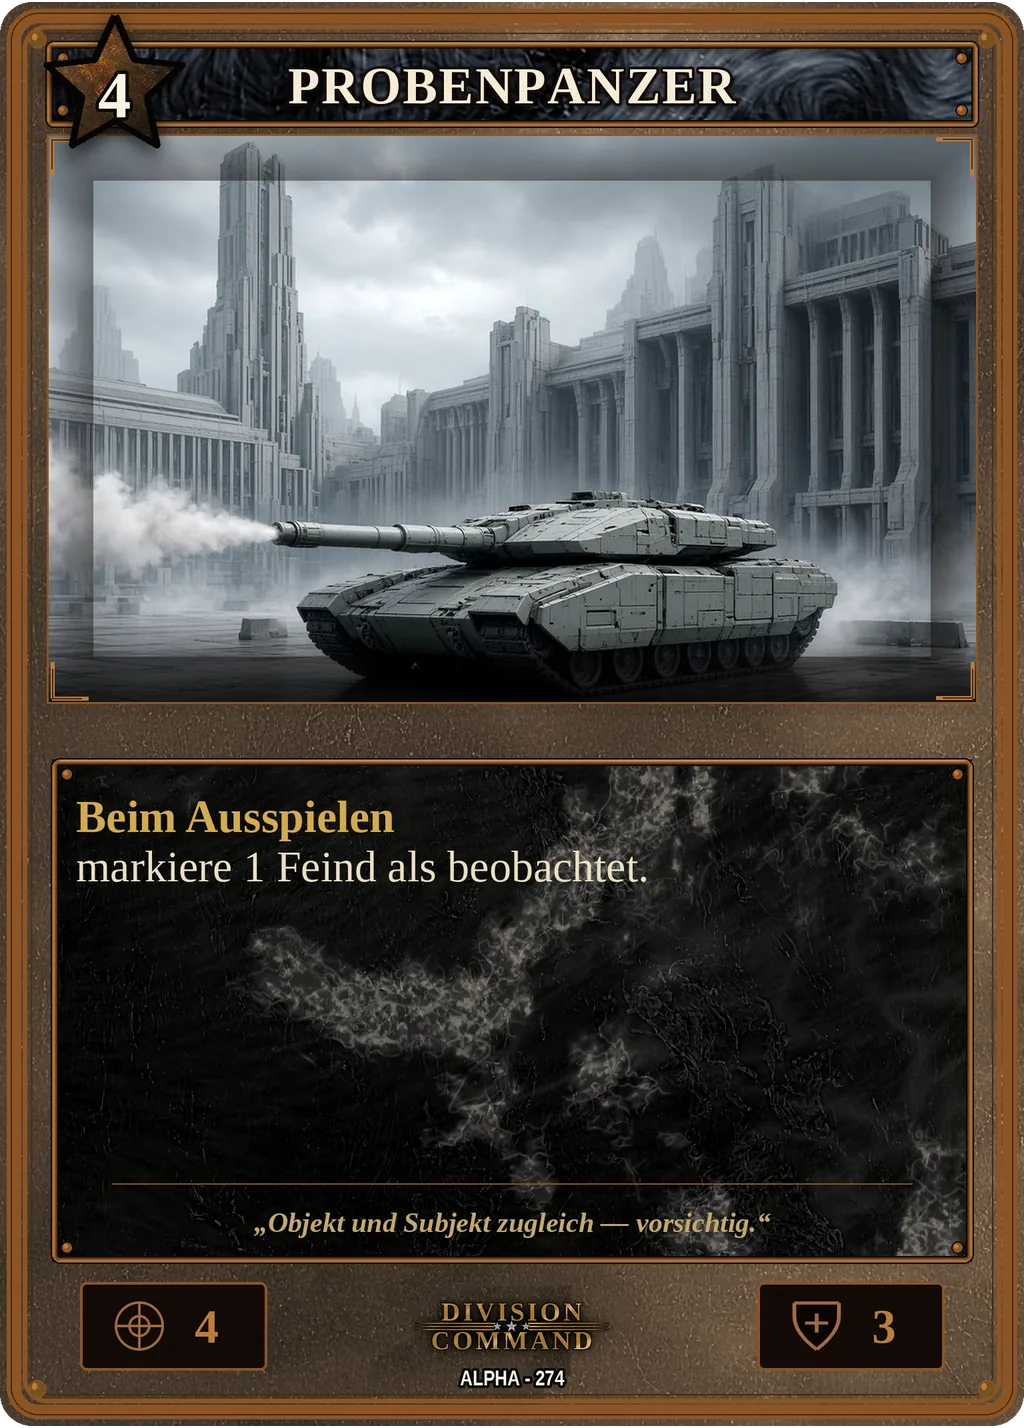 4
PROBENPANZER
Beim Ausspielen
markiere 1 Feind als beobachtet.
„Objekt und Subjekt zugleich — vorsichtig.“
4
DIVISION
COMMAND
3
ALPHA - 274